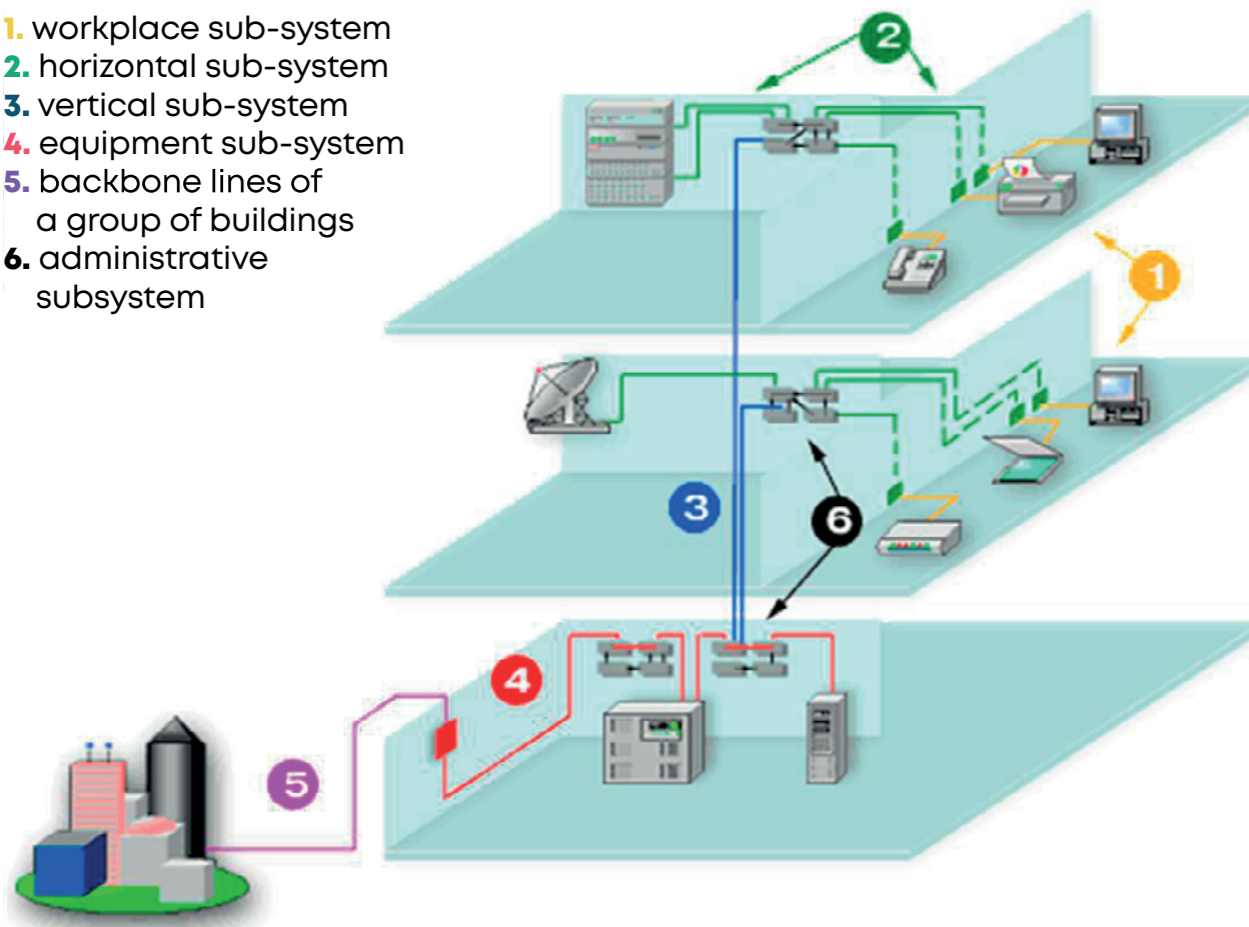 1. workplace sub-system
2. horizontal sub-system
3. vertical sub-system
4. equipment sub-system
5. backbone lines of
a group of buildings
6. administrative
subsystem
2
1
3
6
4
5